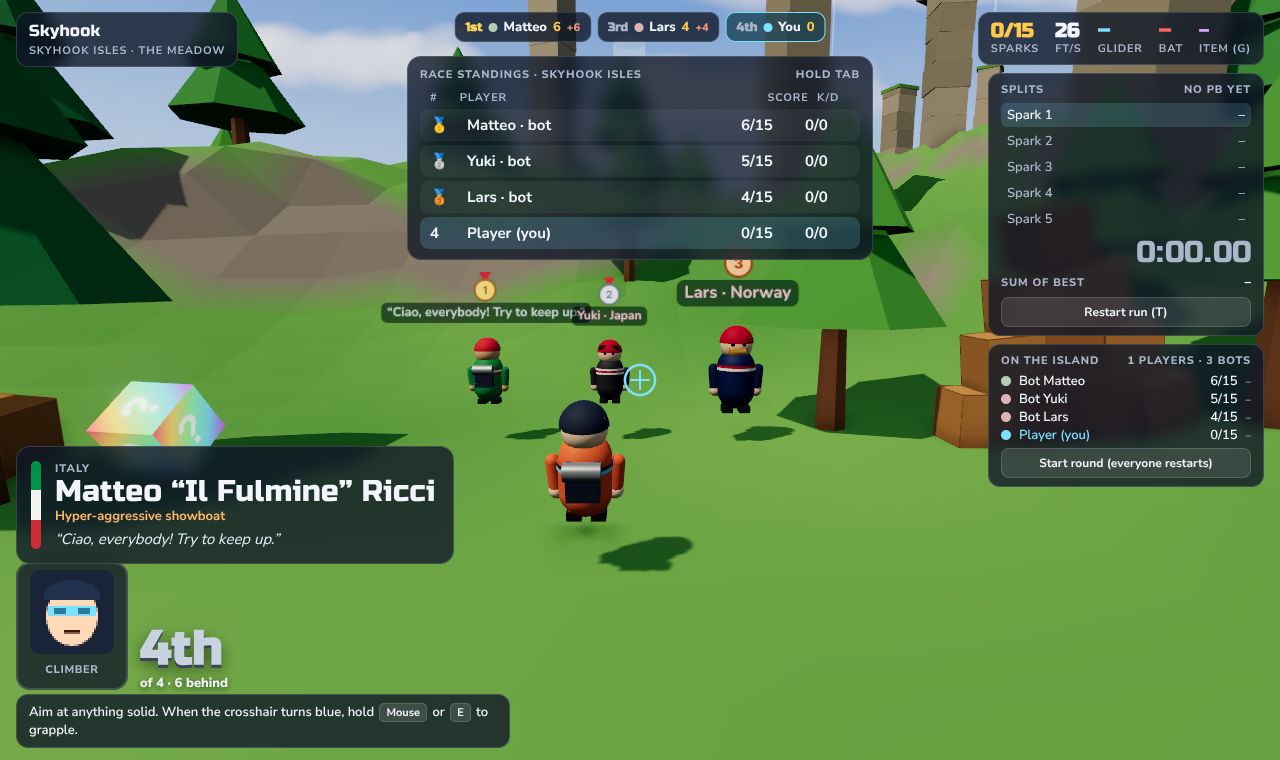 Skyhook
SKYHOOK ISLES · THE MEADOW
1st Matteo 6 +6
3rd Lars 4 +4
4th You 0
0/15 26 – – –
SPARKS FT/S GLIDER BAT ITEM (G)
RACE STANDINGS · SKYHOOK ISLES HOLD TAB
# PLAYER SCORE K/D
Matteo · bot 6/15 0/0
Yuki · bot 5/15 0/0
Lars · bot 4/15 0/0
4 Player (you) 0/15 0/0
SPLITS NO PB YET
Spark 1 –
Spark 2 –
Spark 3 –
Spark 4 –
Spark 5 –
0:00.00
SUM OF BEST –
Restart run (T)
ON THE ISLAND 1 PLAYERS · 3 BOTS
Bot Matteo 6/15 –
Bot Yuki 5/15 –
Bot Lars 4/15 –
Player (you) 0/15 –
Start round (everyone restarts)
1
2
3
"Ciao, everybody! Try to keep up."
Yuki · Japan
Lars · Norway
? ?
ITALY
Matteo “Il Fulmine” Ricci
Hyper-aggressive showboat
“Ciao, everybody! Try to keep up.”
CLIMBER
4th
of 4 · 6 behind
Aim at anything solid. When the crosshair turns blue, hold Mouse or E to
grapple.